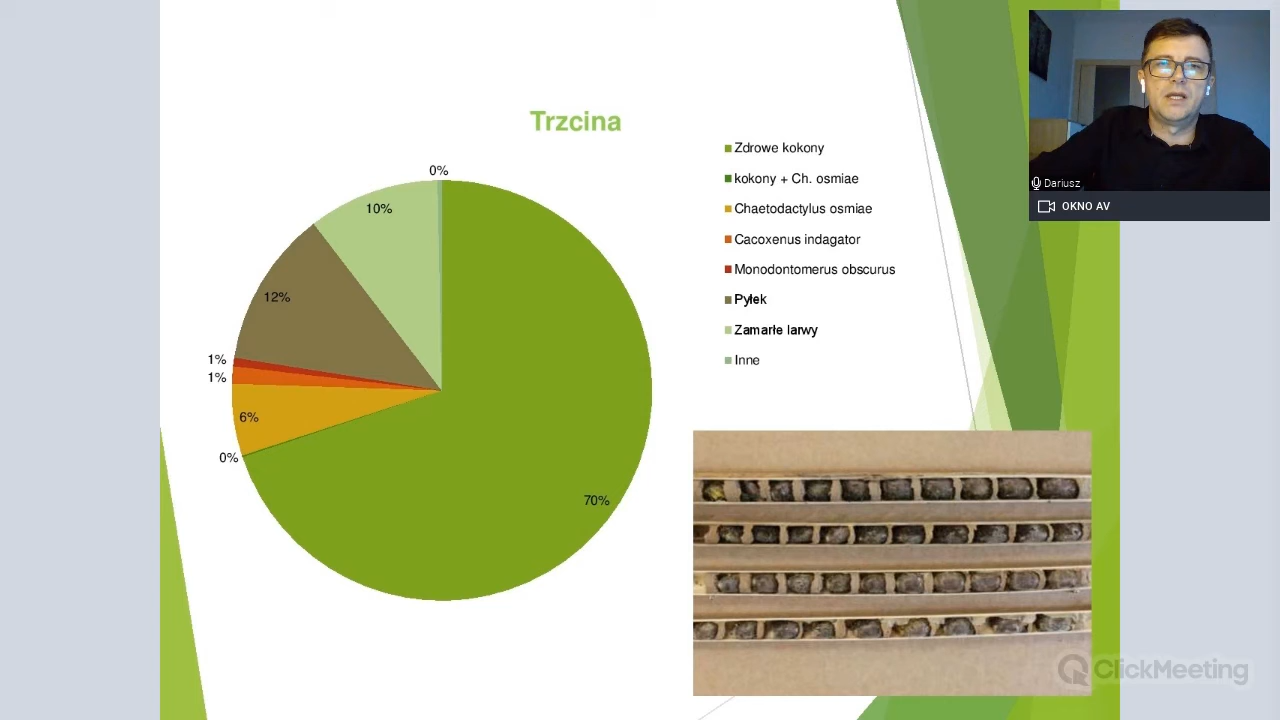 Trzcina
0%
10%
12%
1%
1%
6%
0%
70%
Zdrowe kokony
kokony + Ch. osmiae
Chaetodactylus osmiae
Cacoxenus indagator
Monodontomerus obscurus
Pyłek
Zamarłe larwy
Inne
Dariusz
OKNO AV
ClickMeeting